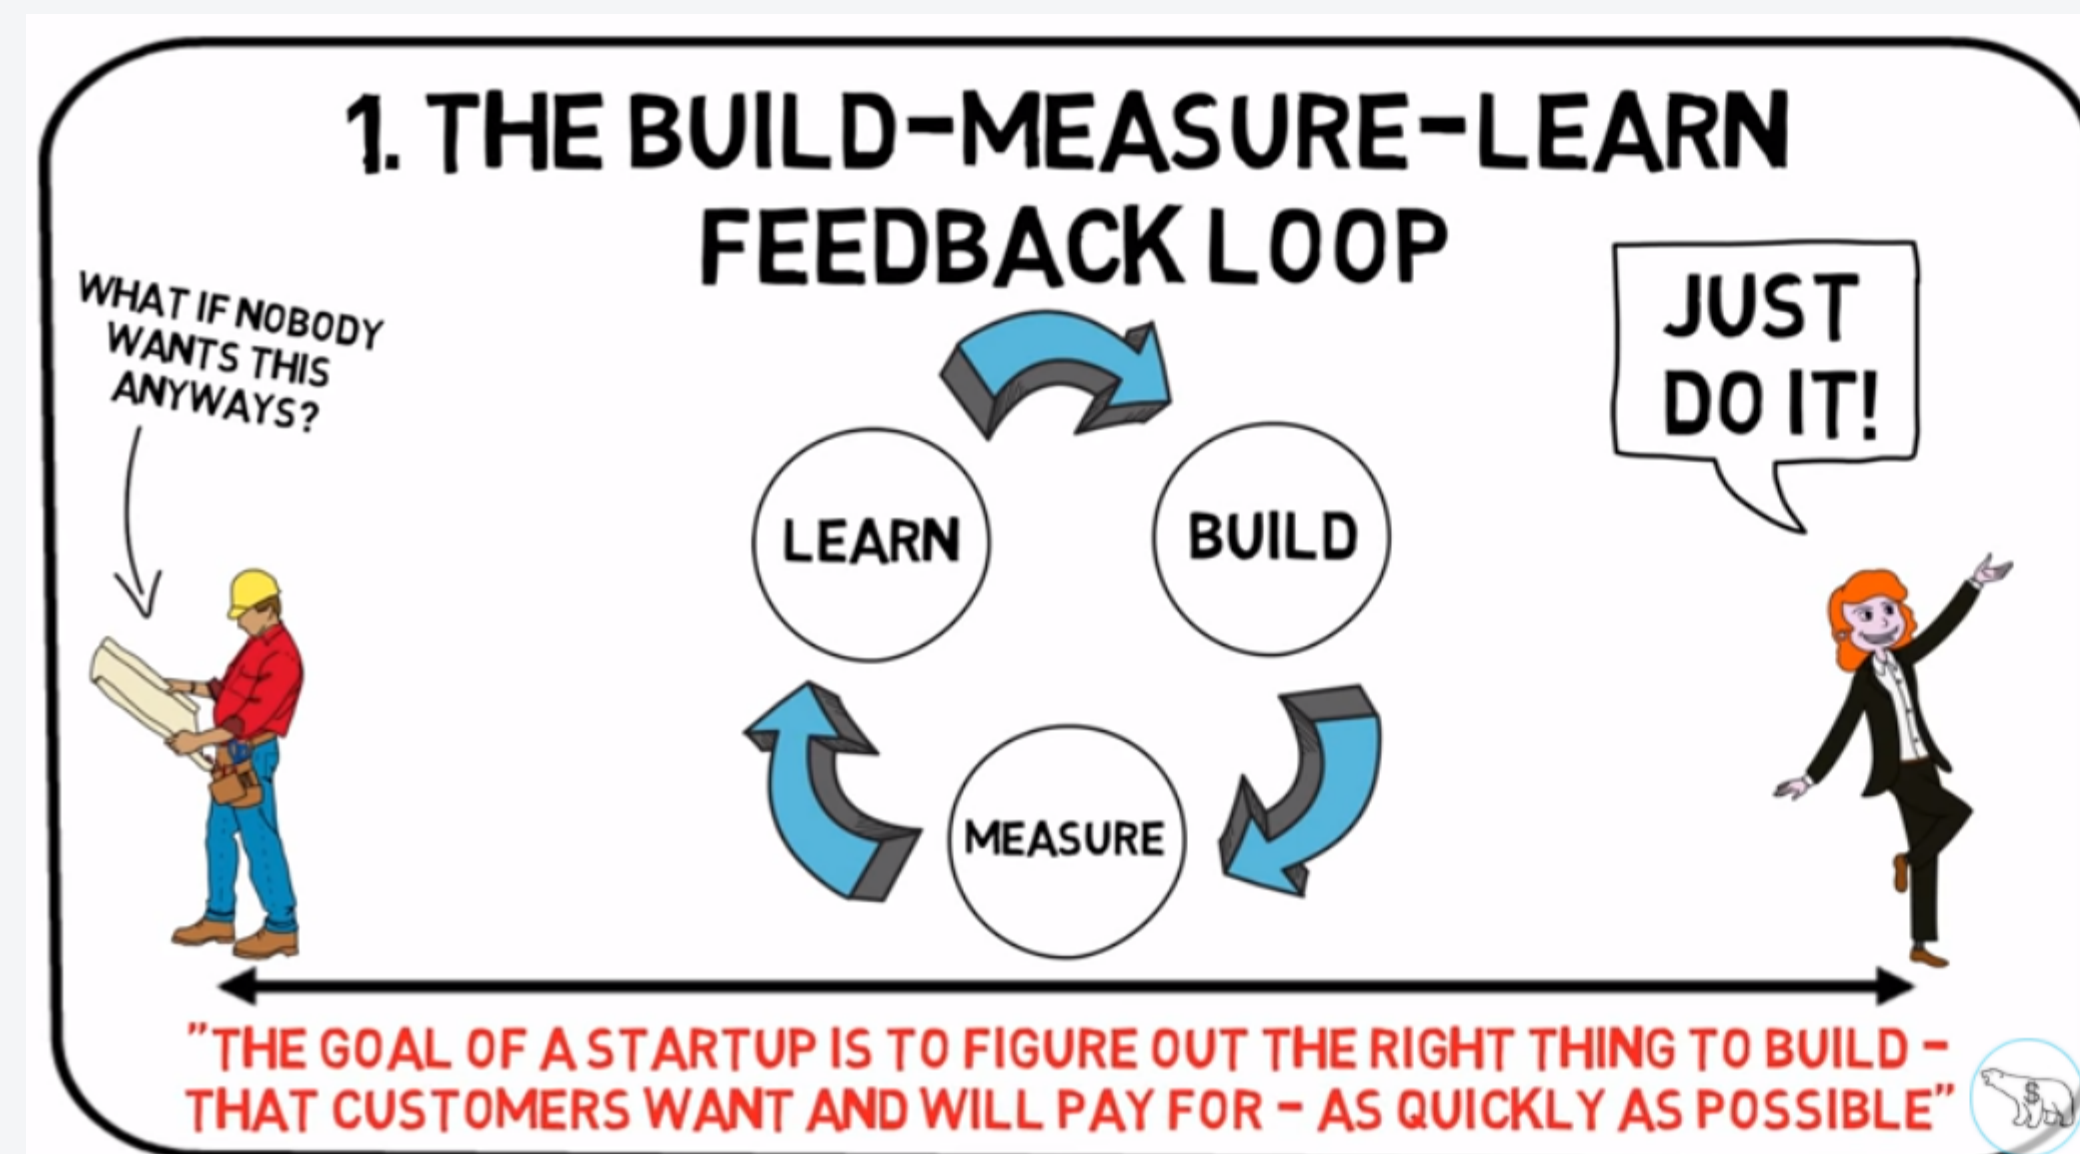 1. THE BUILD-MEASURE-LEARN
FEEDBACK LOOP
WHAT IF NOBODY
WANTS THIS
ANYWAYS?
JUST
DO IT!
LEARN
BUILD
MEASURE
"THE GOAL OF A STARTUP IS TO FIGURE OUT THE RIGHT THING TO BUILD -
THAT CUSTOMERS WANT AND WILL PAY FOR - AS QUICKLY AS POSSIBLE"
$